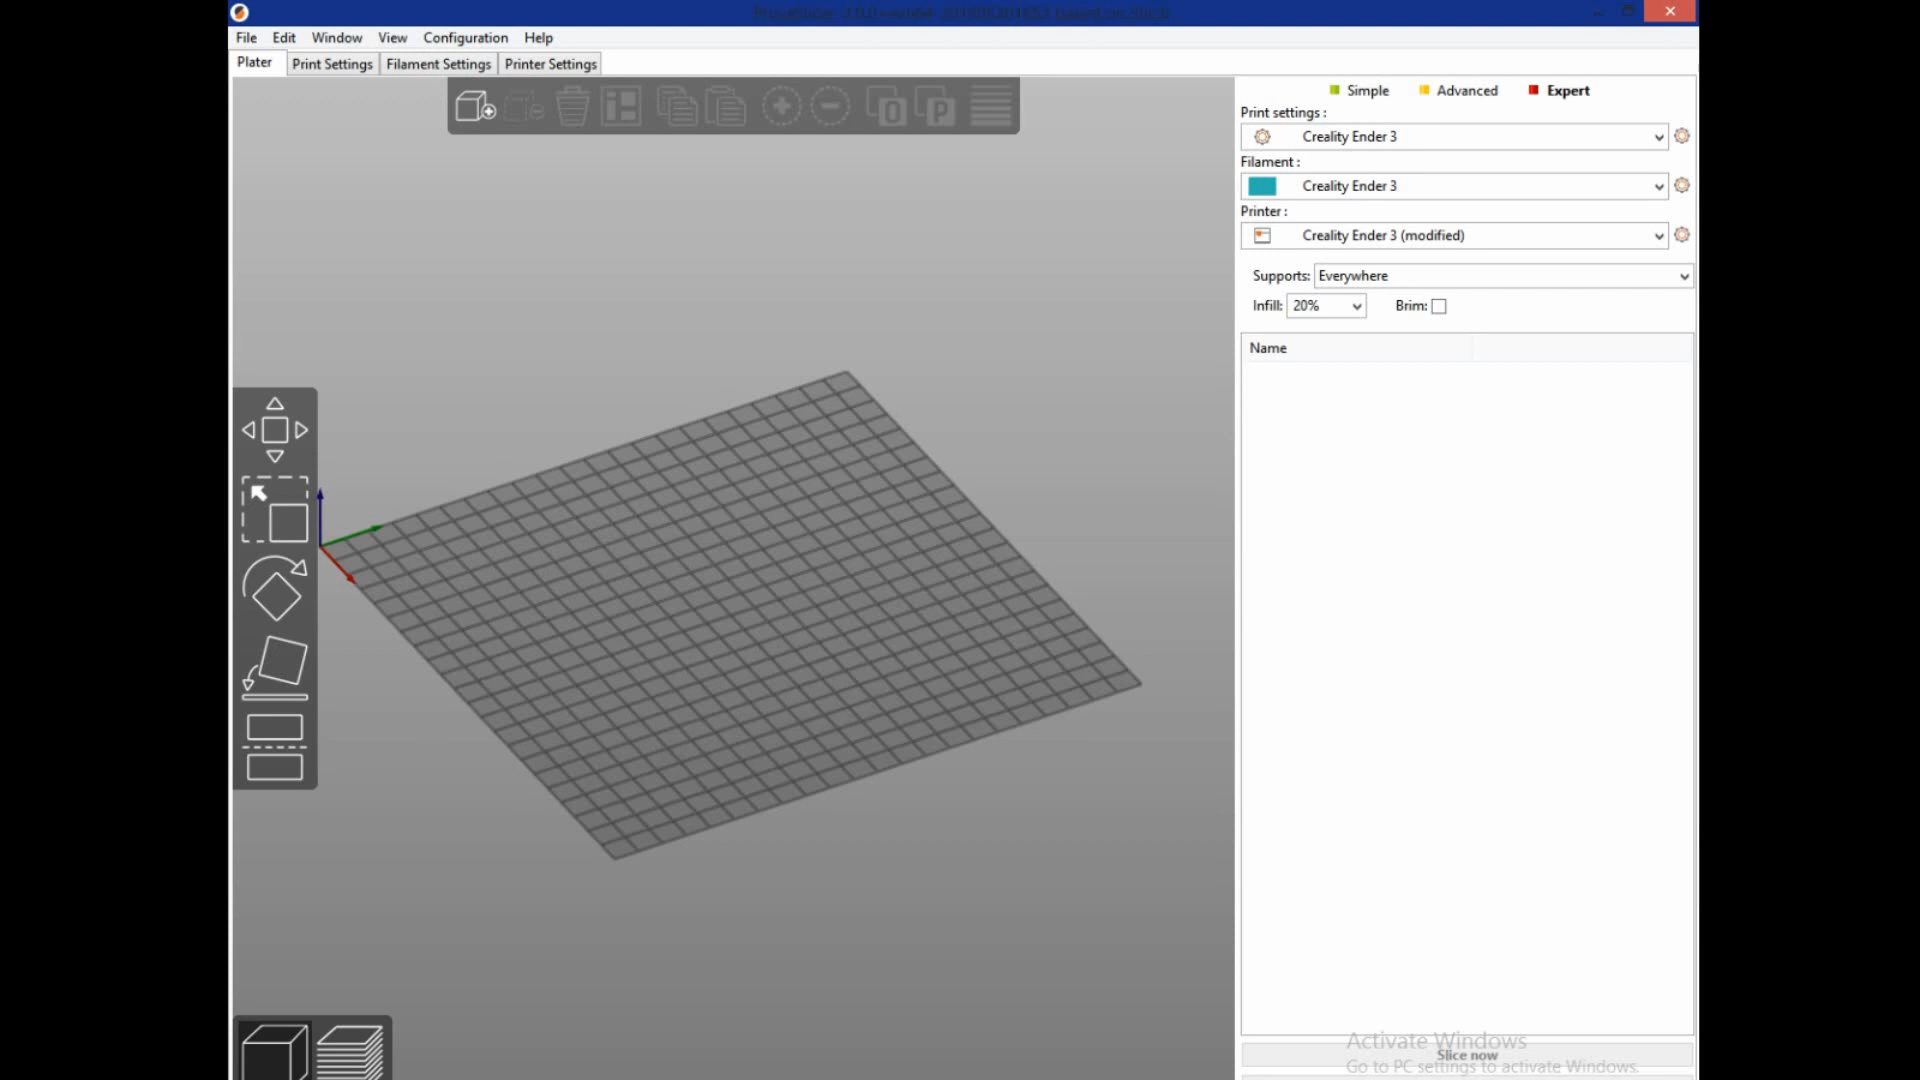 File Edit Window View Configuration Help
Plater Print Settings Filament Settings Printer Settings
Simple Advanced Expert
Print settings :
Creality Ender 3
Filament :
Creality Ender 3
Printer :
Creality Ender 3 (modified)
Supports: Everywhere
Infill: 20% Brim:
Name
O P
Activate Windows
Slice now
Go to PC settings to activate Windows.